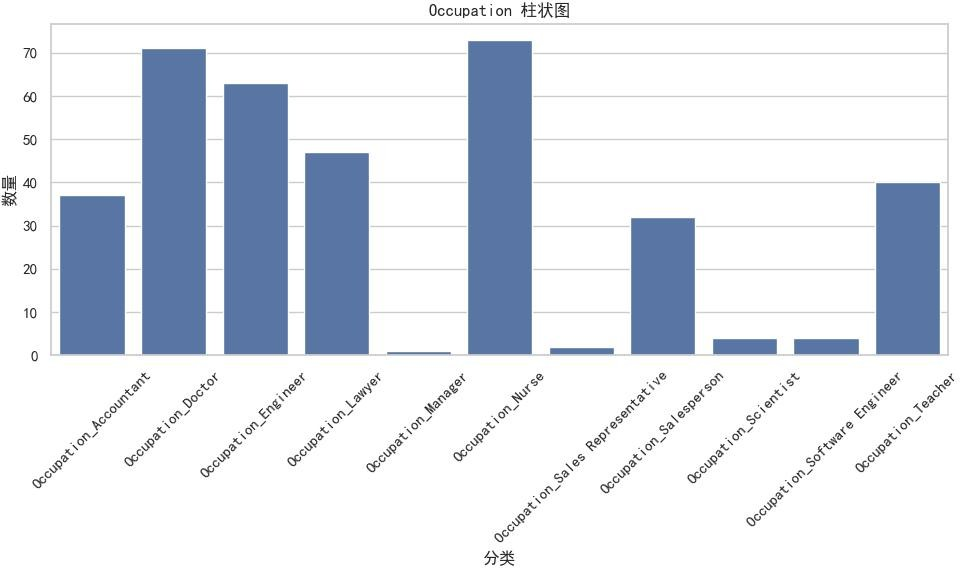 Occupation 柱状图
数量
70
60
50
40
30
20
10
0
Occupation_Accountant
Occupation_Doctor
Occupation_Engineer
Occupation_Lawyer
Occupation_Manager
Occupation_Nurse
Occupation_Sales Representative
Occupation_Salesperson
Occupation_Scientist
Occupation_Software Engineer
Occupation_Teacher
分类